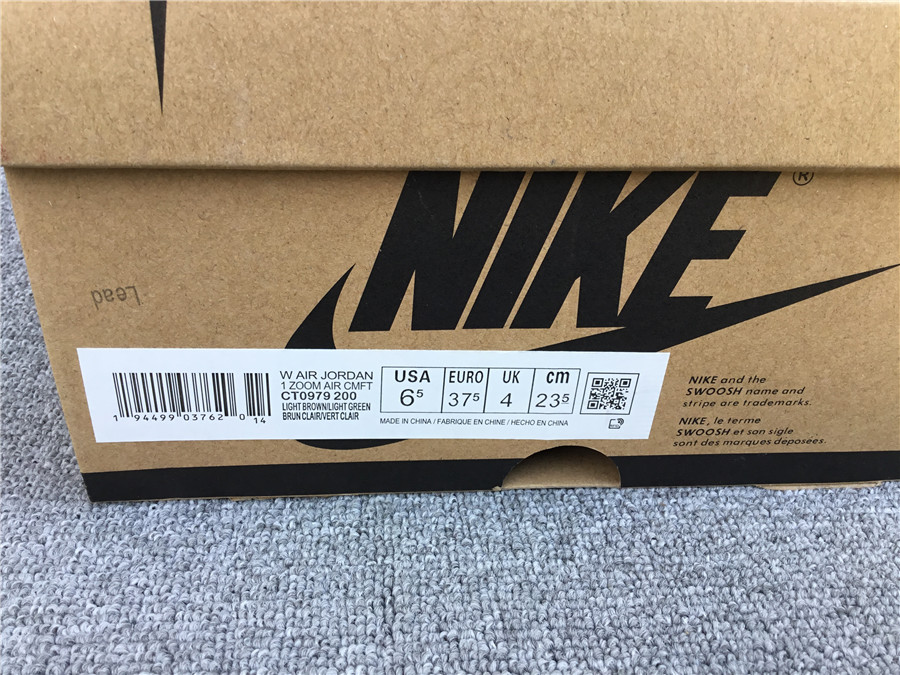 NIKE®
Lead
W AIR JORDAN
1 ZOOM AIR CMFT
CT0979 200
LIGHT BROWN/LIGHT GREEN
BRUN CLAIR/VERT CLAIR
1 94499 03762 0 14
USA EURO UK cm
6⁵ 37⁵ 4 23.5
MADE IN CHINA / FABRIQUE EN CHINE / HECHO EN CHINA
NIKE and the
SWOOSH name and
stripe are trademarks.
NIKE, le terme
SWOOSH et son sigle
sont des marques déposées.